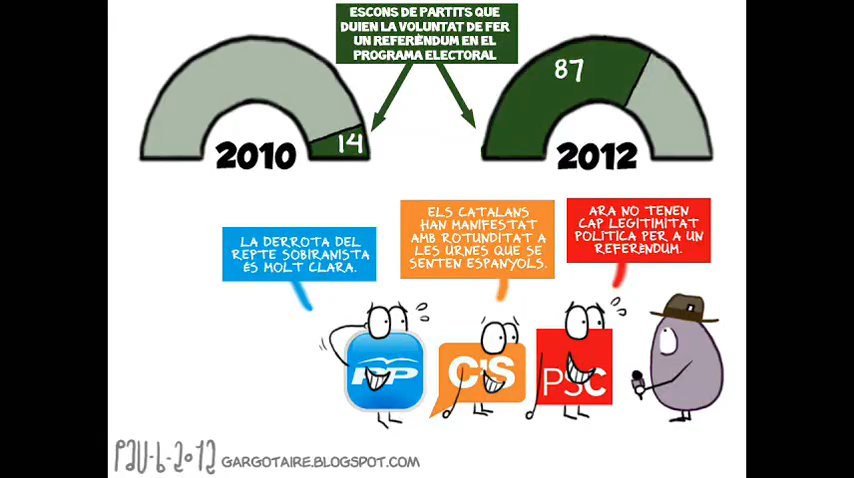 ESCONS DE PARTITS QUE
DUIEN LA VOLUNTAT DE FER
UN REFERÈNDUM EN EL
PROGRAMA ELECTORAL
14
2010
87
2012
LA DERROTA DEL
REPTE SOBIRANISTA
ÉS MOLT CLARA.
ELS CATALANS
HAN MANIFESTAT
AMB ROTUNDITAT A
LES URNES QUE SE
SENTEN ESPANYOLS.
ARA NO TENEN
CAP LEGITIMITAT
POLÍTICA PER A UN
REFERÈNDUM.
PP
C'S
PSC
PAU-6-2012
GARGOTAIRE.BLOGSPOT.COM